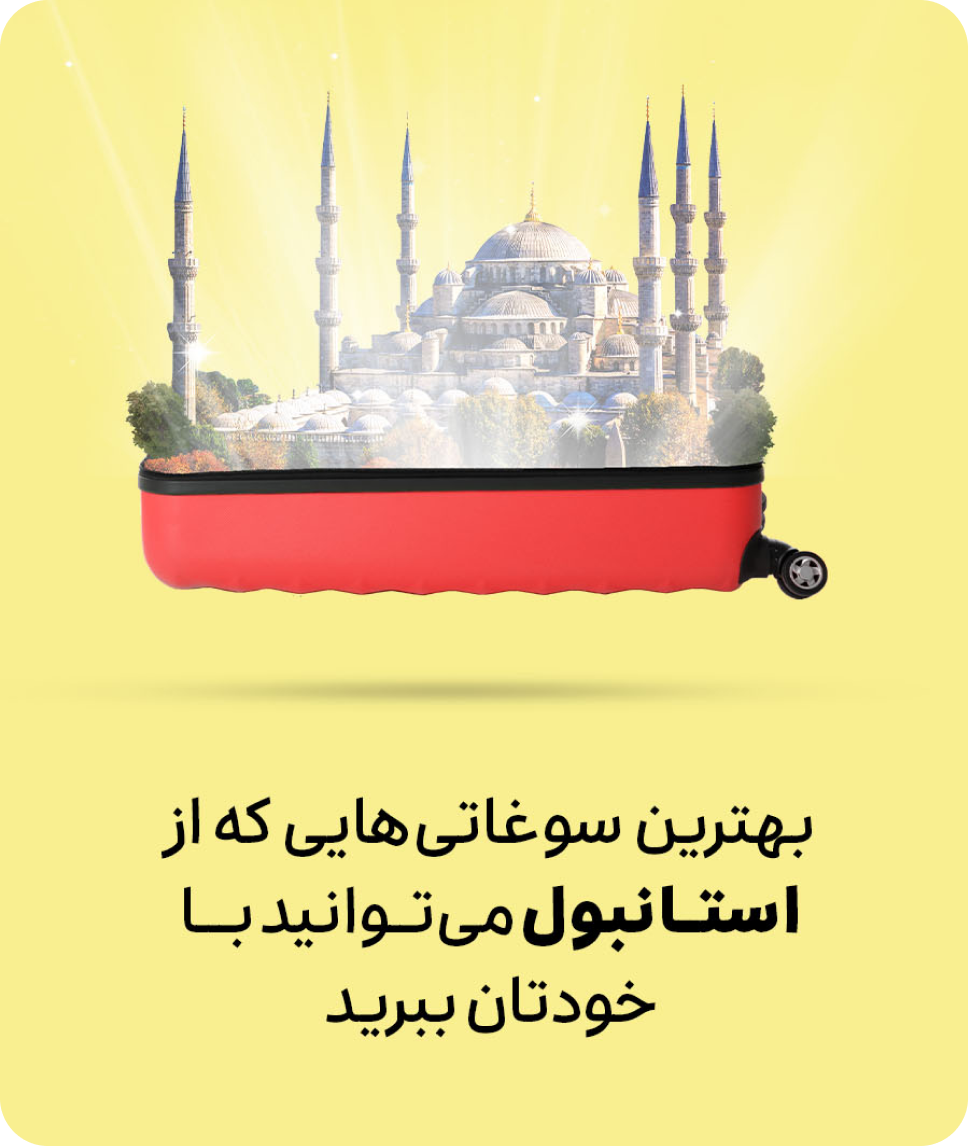 بهترین سوغاتی‌هایی که از
استانبول می‌توانید با
خودتان ببرید